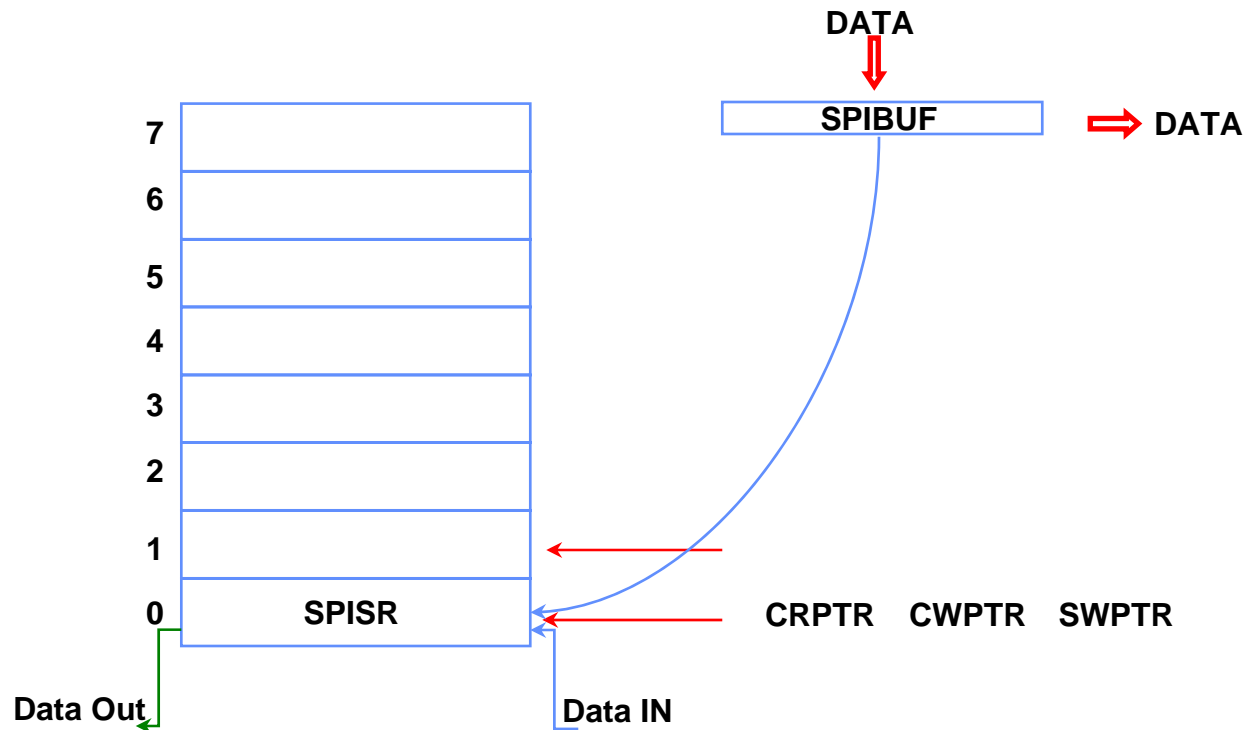 DATA
SPIBUF
DATA
7
6
5
4
3
2
1
0
SPISR
CRPTR CWPTR SWPTR
Data Out
Data IN